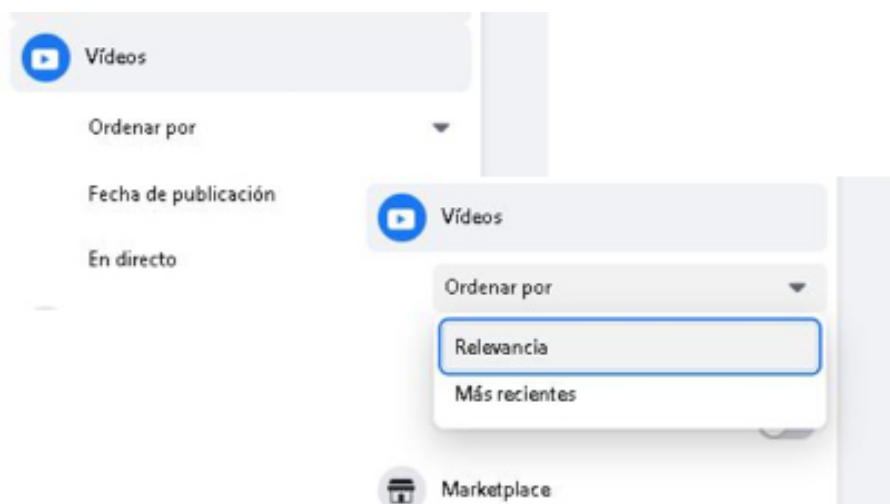 Vídeos
Ordenar por
Fecha de publicación
En directo
Vídeos
Ordenar por
Relevancia
Más recientes
Marketplace